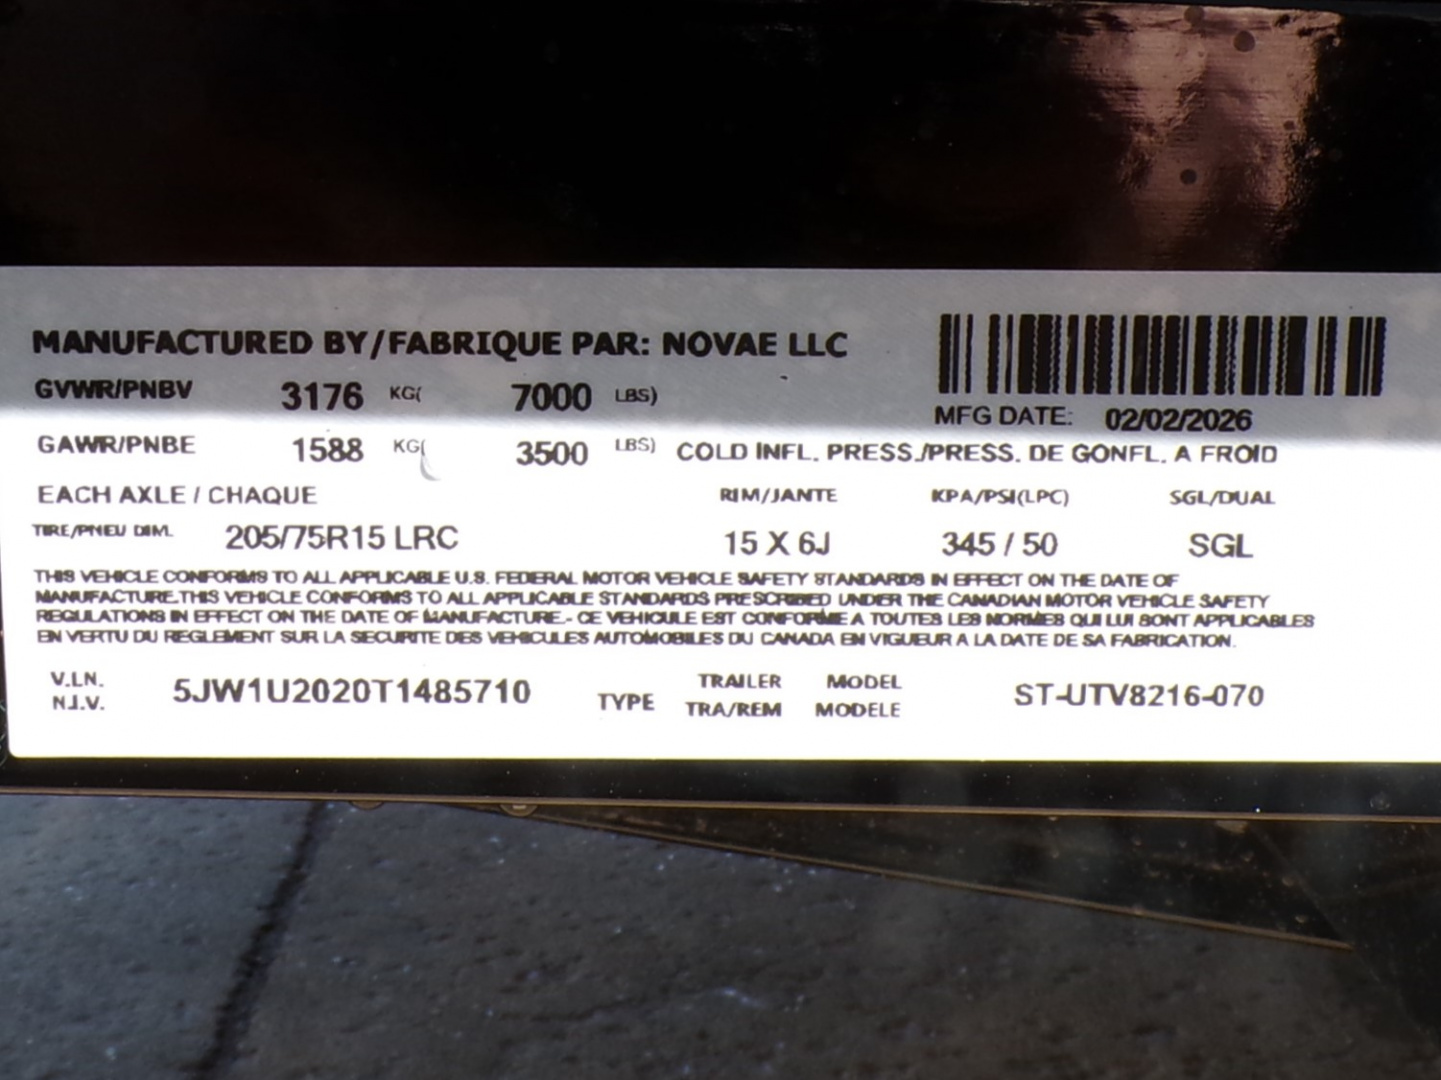 MANUFACTURED BY/FABRIQUE PAR: NOVAE LLC
GVWR/PNBV 3176 KG( 7000 LBS)
MFG DATE: 02/02/2026
GAWR/PNBE 1588 KG( 3500 LBS) COLD INFL. PRESS./PRESS. DE GONFL. A FROID
EACH AXLE / CHAQUE RIM/JANTE KPA/PSI(LPC) SGL/DUAL
TIRE/PNEU DIM. 205/75R15 LRC 15 X 6J 345 / 50 SGL
THIS VEHICLE CONFORMS TO ALL APPLICABLE U.S. FEDERAL MOTOR VEHICLE SAFETY STANDARDS IN EFFECT ON THE DATE OF
MANUFACTURE.THIS VEHICLE CONFORMS TO ALL APPLICABLE STANDARDS PRESCRIBED UNDER THE CANADIAN MOTOR VEHICLE SAFETY
REGULATIONS IN EFFECT ON THE DATE OF MANUFACTURE.- CE VEHICULE EST CONFORME A TOUTES LES NORMES QUI LUI SONT APPLICABLES
EN VERTU DU REGLEMENT SUR LA SECURITE DES VEHICULES AUTOMOBILES DU CANADA EN VIGUEUR A LA DATE DE SA FABRICATION.
V.I.N. 5JW1U2020T1485710 TYPE TRAILER MODEL ST-UTV8216-070
N.I.V. TRA/REM MODELE